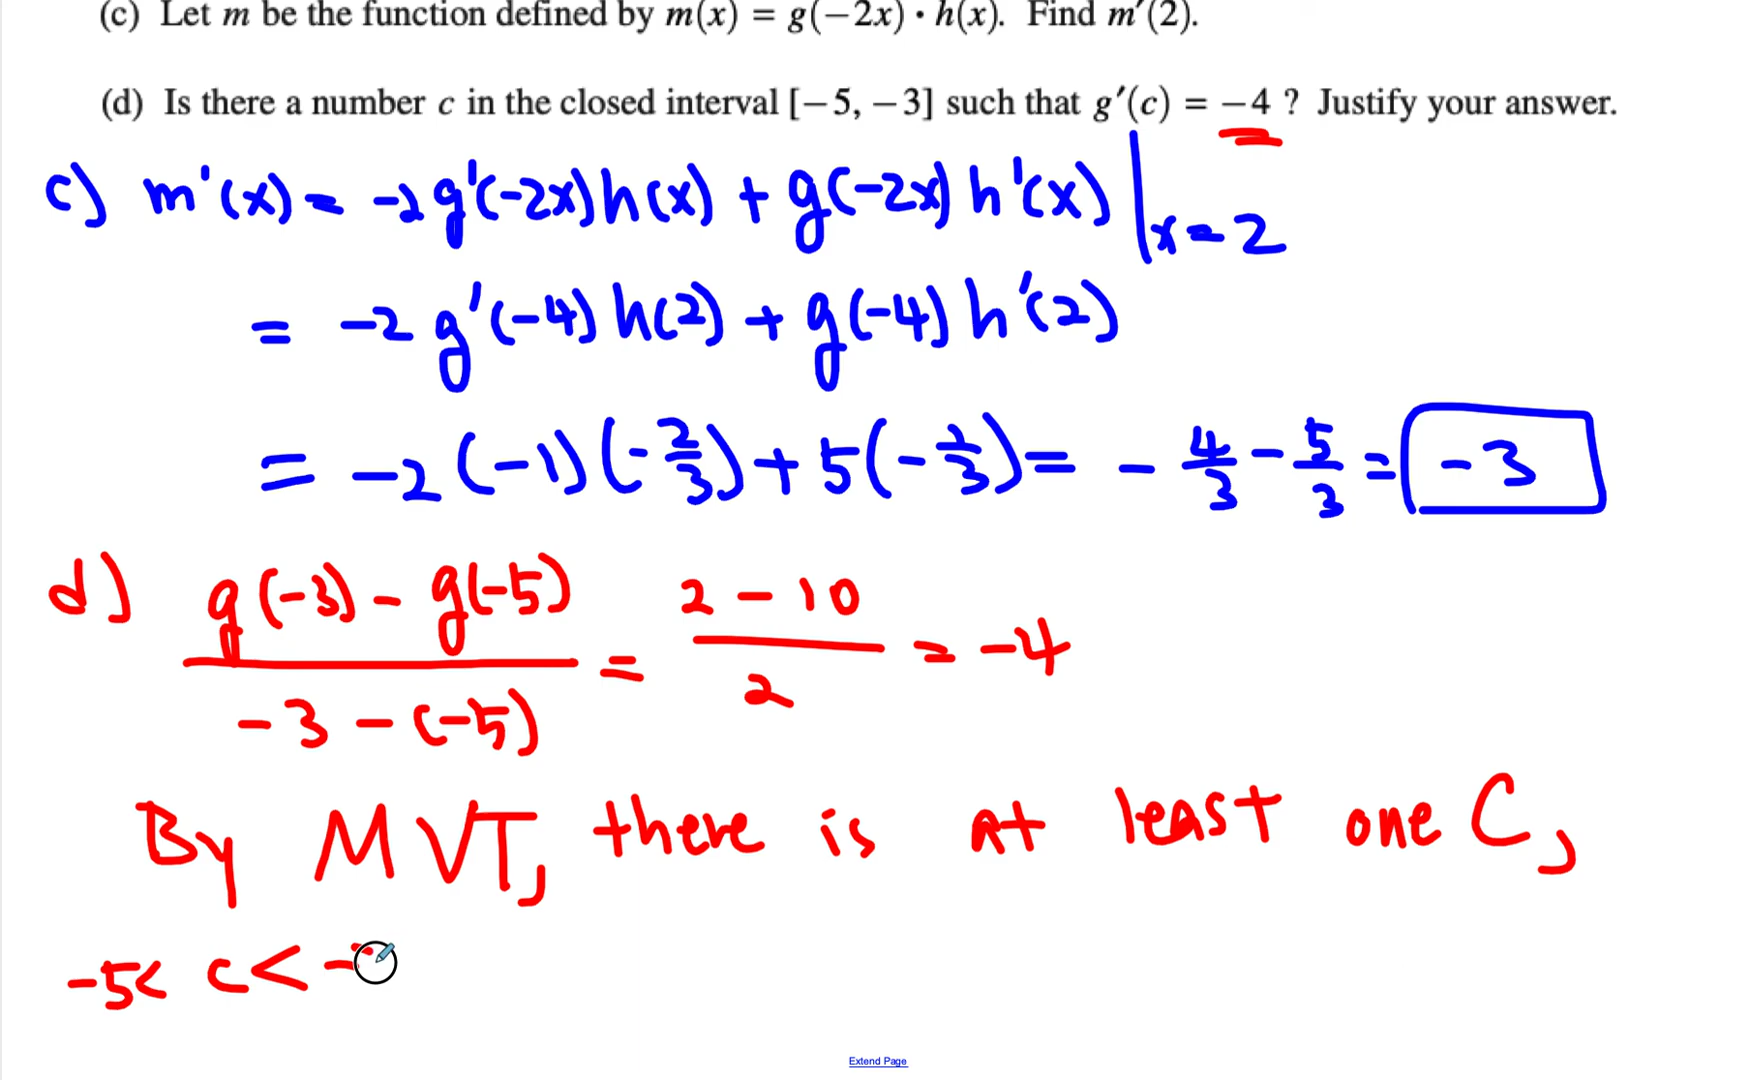 (c) Let m be the function defined by m(x) = g(−2x) • h(x). Find m′(2).
(d) Is there a number c in the closed interval [−5, −3] such that g′(c) = −4 ? Justify your answer.
c) m'(x) = -2g'(-2x)h(x) + g(-2x)h'(x) |x=2
= -2g'(-4)h(2) + g(-4)h'(2)
= -2(-1)(-2/3) + 5(-1/3) = -4/3 - 5/3 = -3
d) (g(-3) - g(-5))/(-3-(-5)) = (2-10)/2 = -4
By MVT, there is at least one C,
-5< c< -
Extend Page